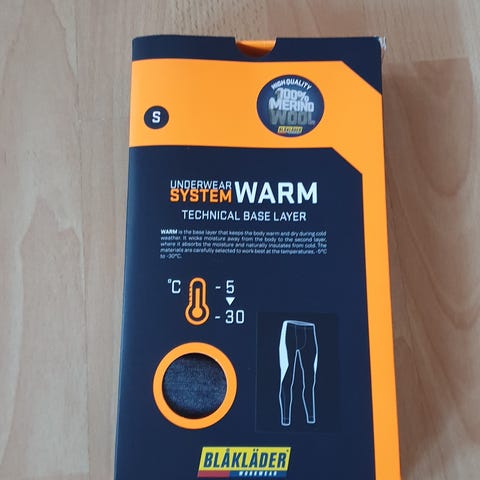 HIGH QUALITY
100%
MERINO
WOOL
BLÅKLÄDER
S
UNDERWEAR
SYSTEM WARM
TECHNICAL BASE LAYER
WARM is the base layer that keeps the body warm and dry during cold
weather. It wicks moisture away from the body to the second layer,
where it absorbs the moisture and naturally insulates from cold. The
materials are carefully selected to work best at the temperatures, -5°C
to -30°C.
°C - 5
- 30
BLÅKLÄDER
WORKWEAR